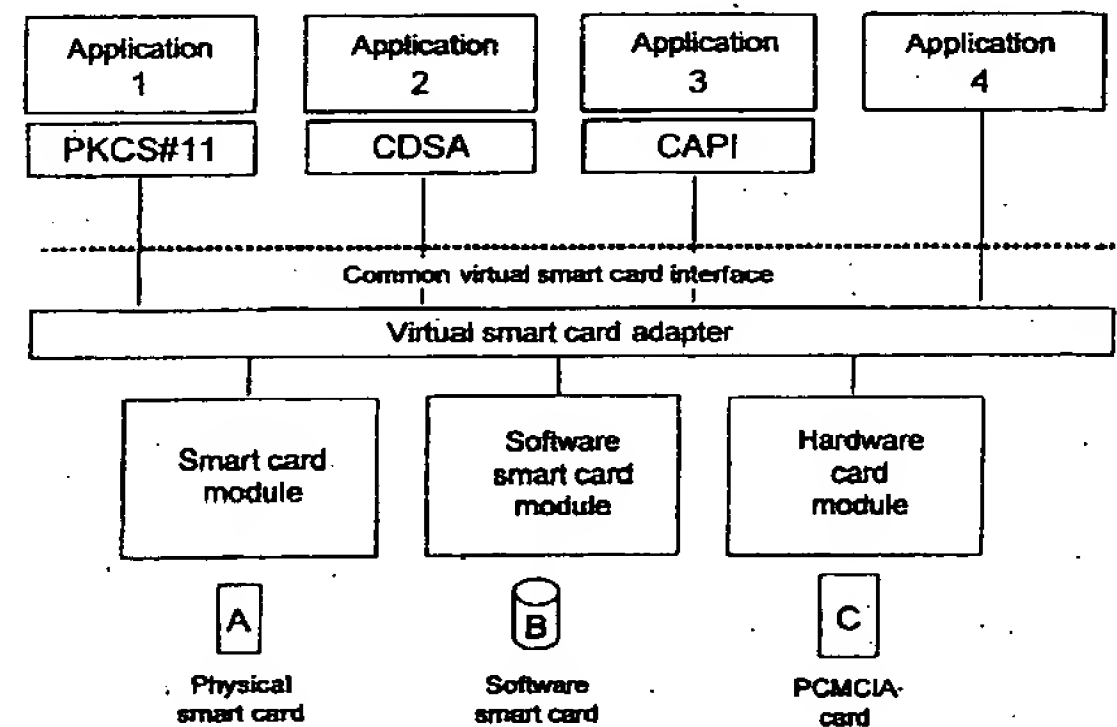 Application
1
Application
2
Application
3
Application
4
PKCS#11
CDSA
CAPI
Common virtual smart card interface
Virtual smart card adapter
Smart card
module
Software
smart card
module
Hardware
card
module
A
B
C
Physical
smart card
Software
smart card
PCMCIA-
card